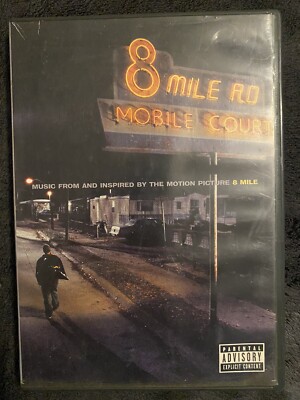 8 MILE RD
MOBILE COURT
MUSIC FROM AND INSPIRED BY THE MOTION PICTURE 8 MILE
PARENTAL
ADVISORY
EXPLICIT CONTENT